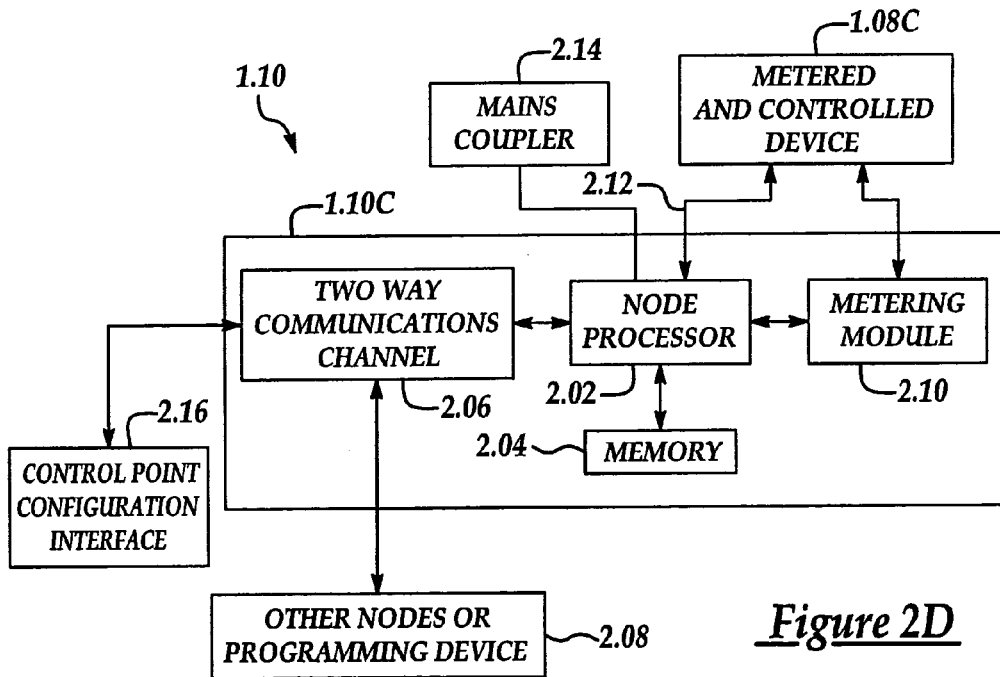 1.10
2.14
MAINS
COUPLER
1.08C
METERED
AND CONTROLLED
DEVICE
2.12
1.10C
TWO WAY
COMMUNICATIONS
CHANNEL
2.06
NODE
PROCESSOR
2.02
METERING
MODULE
2.10
2.04
MEMORY
2.16
CONTROL POINT
CONFIGURATION
INTERFACE
OTHER NODES OR
PROGRAMMING DEVICE
2.08
Figure 2D